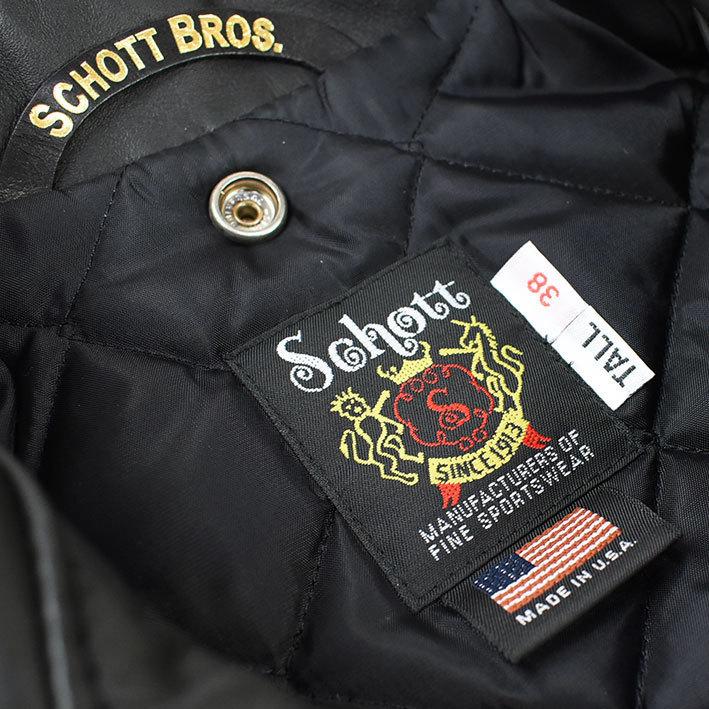 SCHOTT BROS.
Schott
S
SINCE 1913
MANUFACTURERS OF
FINE SPORTSWEAR
38
TALL
MADE IN U.S.A.